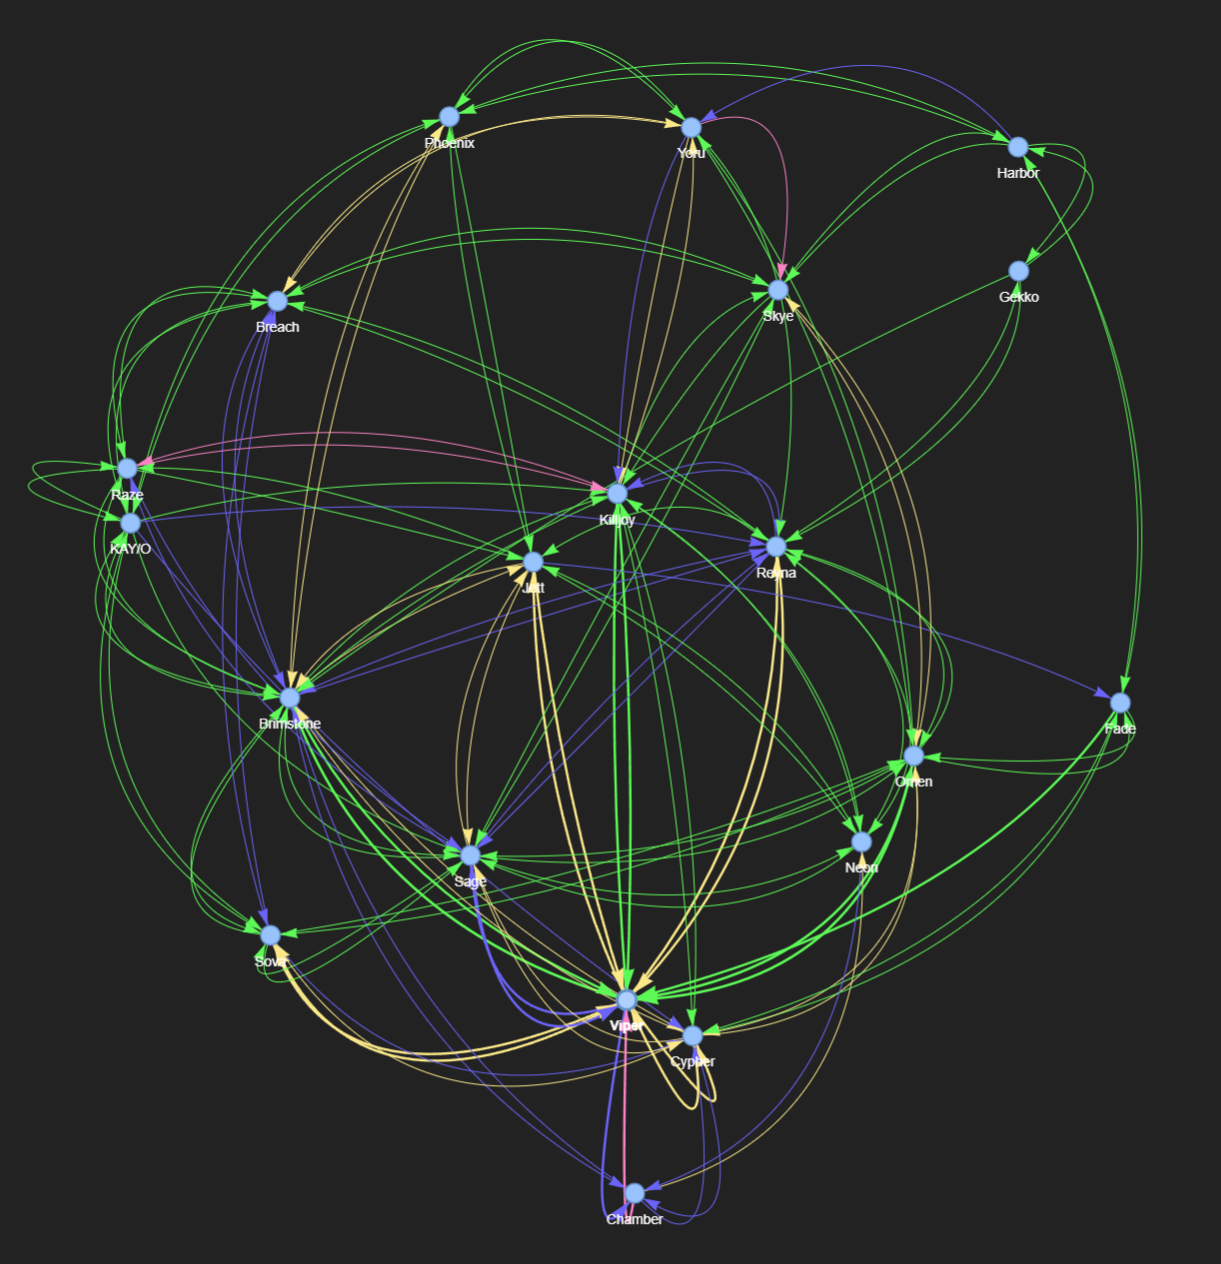 Phoenix
Yoru
Harbor
Gekko
Skye
Breach
Raze
Killjoy
KAY/O
Reyna
Jett
Fade
Brimstone
Omen
Neon
Sage
Sova
Viper
Cypher
Chamber